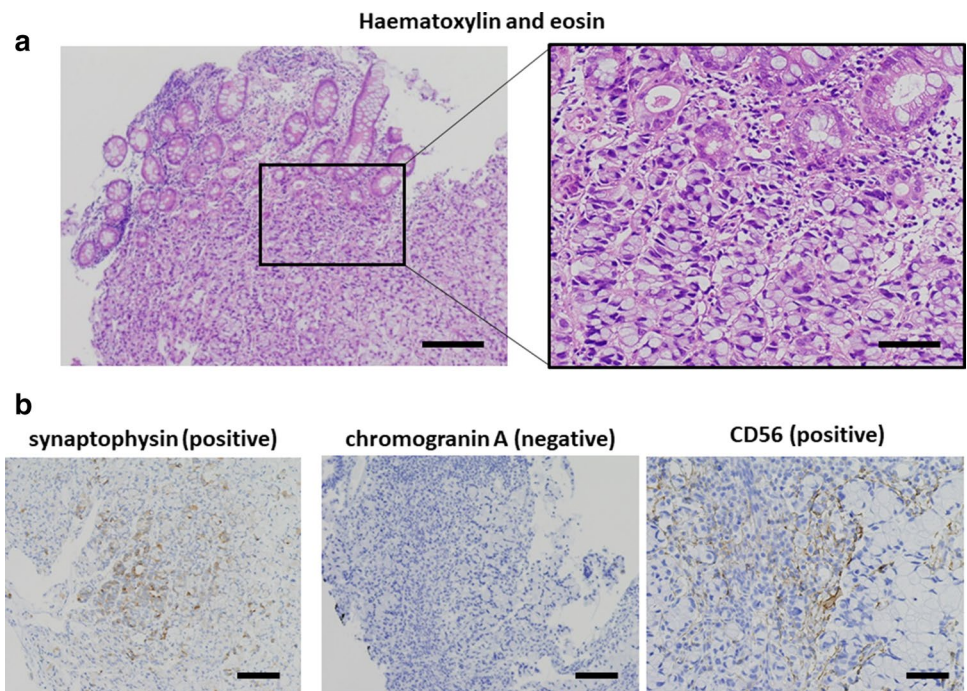 Haematoxylin and eosin
a
b
synaptophysin (positive)
chromogranin A (negative)
CD56 (positive)